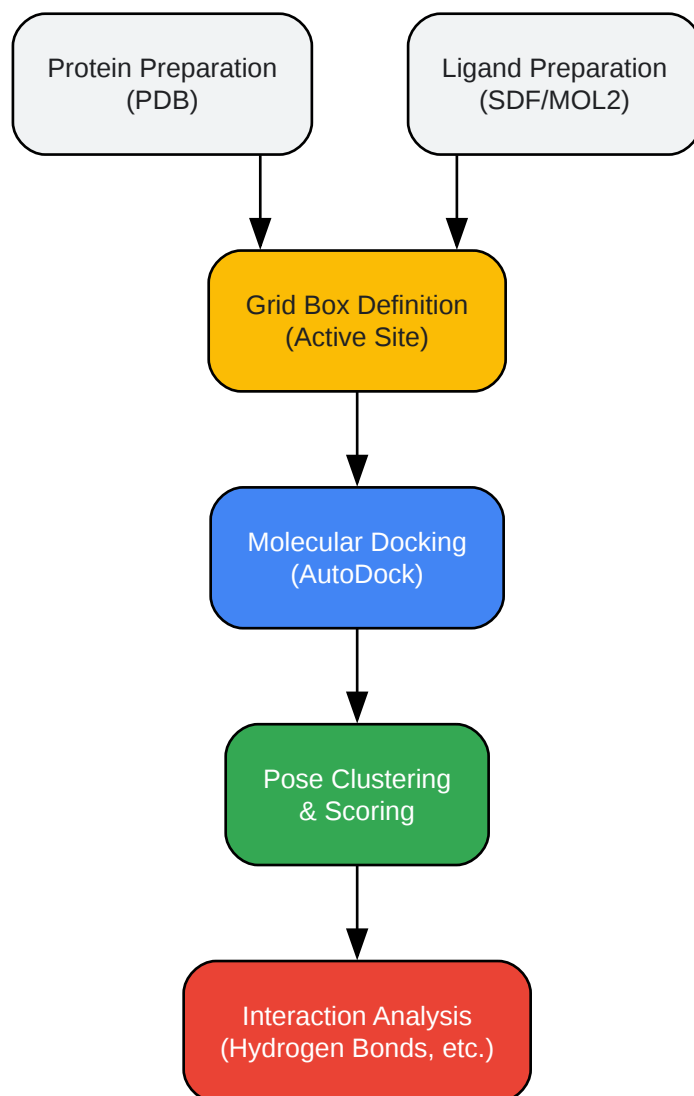 Protein Preparation
(PDB)
Ligand Preparation
(SDF/MOL2)
Grid Box Definition
(Active Site)
Molecular Docking
(AutoDock)
Pose Clustering
& Scoring
Interaction Analysis
(Hydrogen Bonds, etc.)